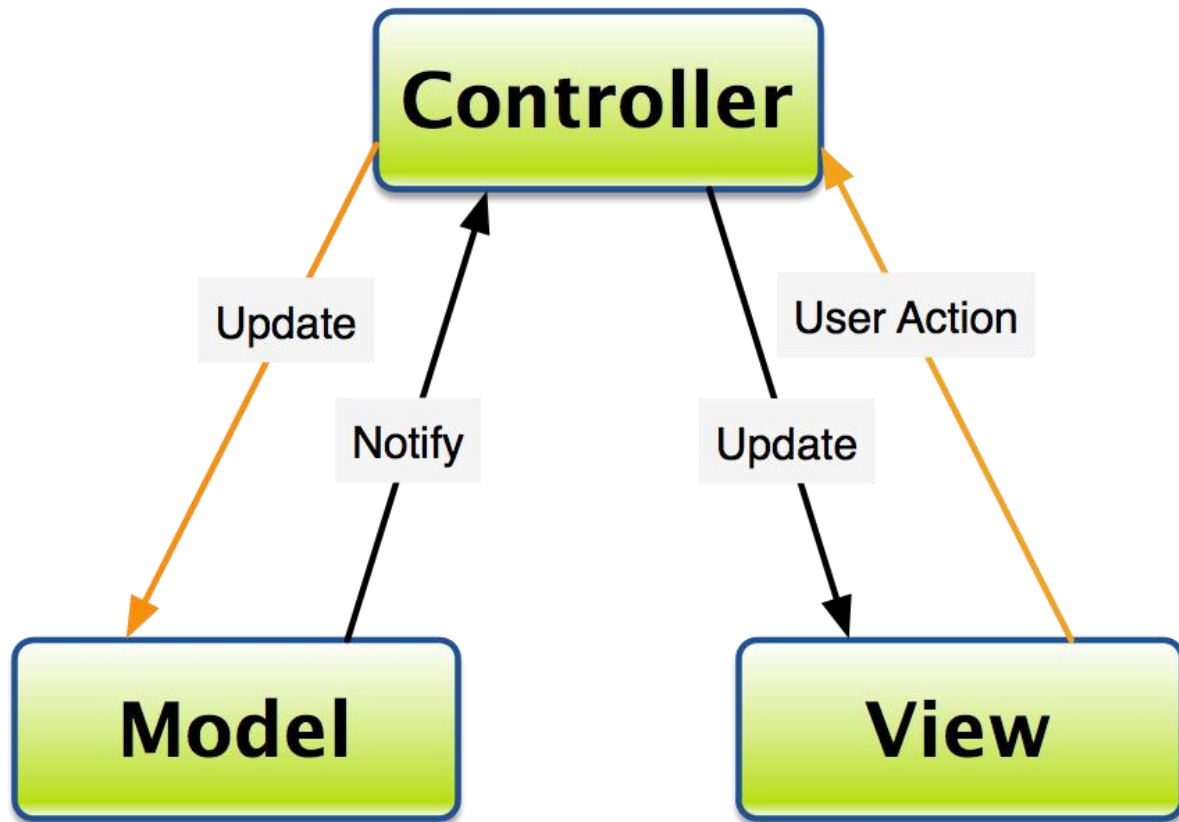 Controller
Update
User Action
Notify
Update
Model
View